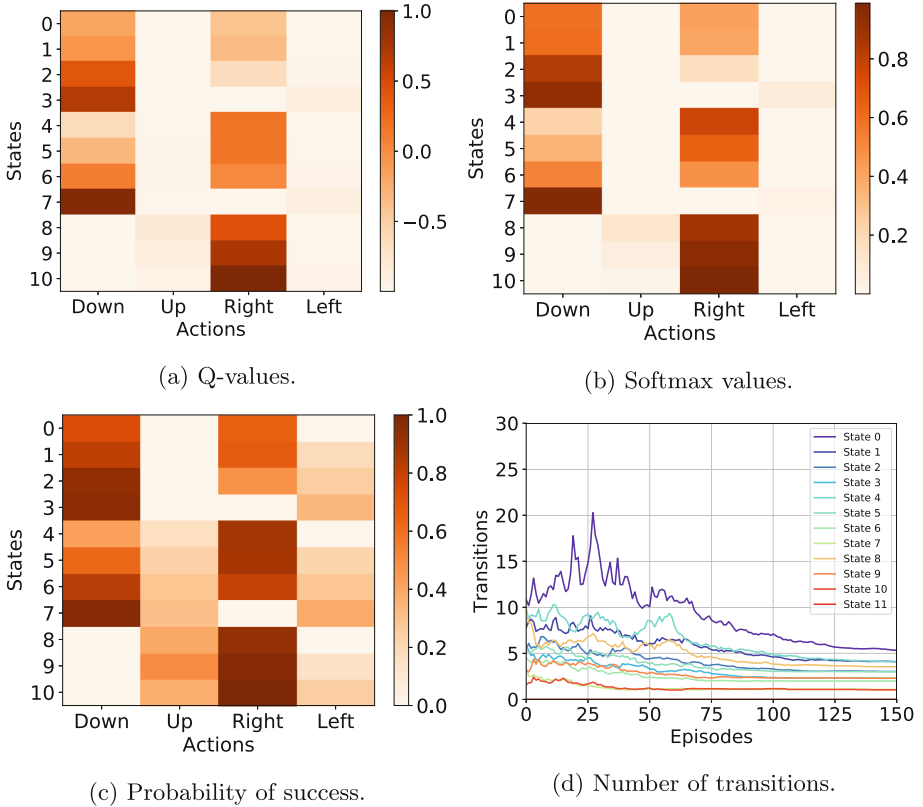 0
1
2
3
4
5
6
7
8
9
10
States
Down Up Right Left
Actions
1.0
0.5
0.0
−0.5
(a) Q-values.
0
1
2
3
4
5
6
7
8
9
10
States
Down Up Right Left
Actions
0.8
0.6
0.4
0.2
(b) Softmax values.
0
1
2
3
4
5
6
7
8
9
10
States
Down Up Right Left
Actions
1.0
0.8
0.6
0.4
0.2
0.0
(c) Probability of success.
30
25
20
15
10
5
0
Transitions
0 25 50 75 100 125 150
Episodes
State 0
State 1
State 2
State 3
State 4
State 5
State 6
State 7
State 8
State 9
State 10
State 11
(d) Number of transitions.